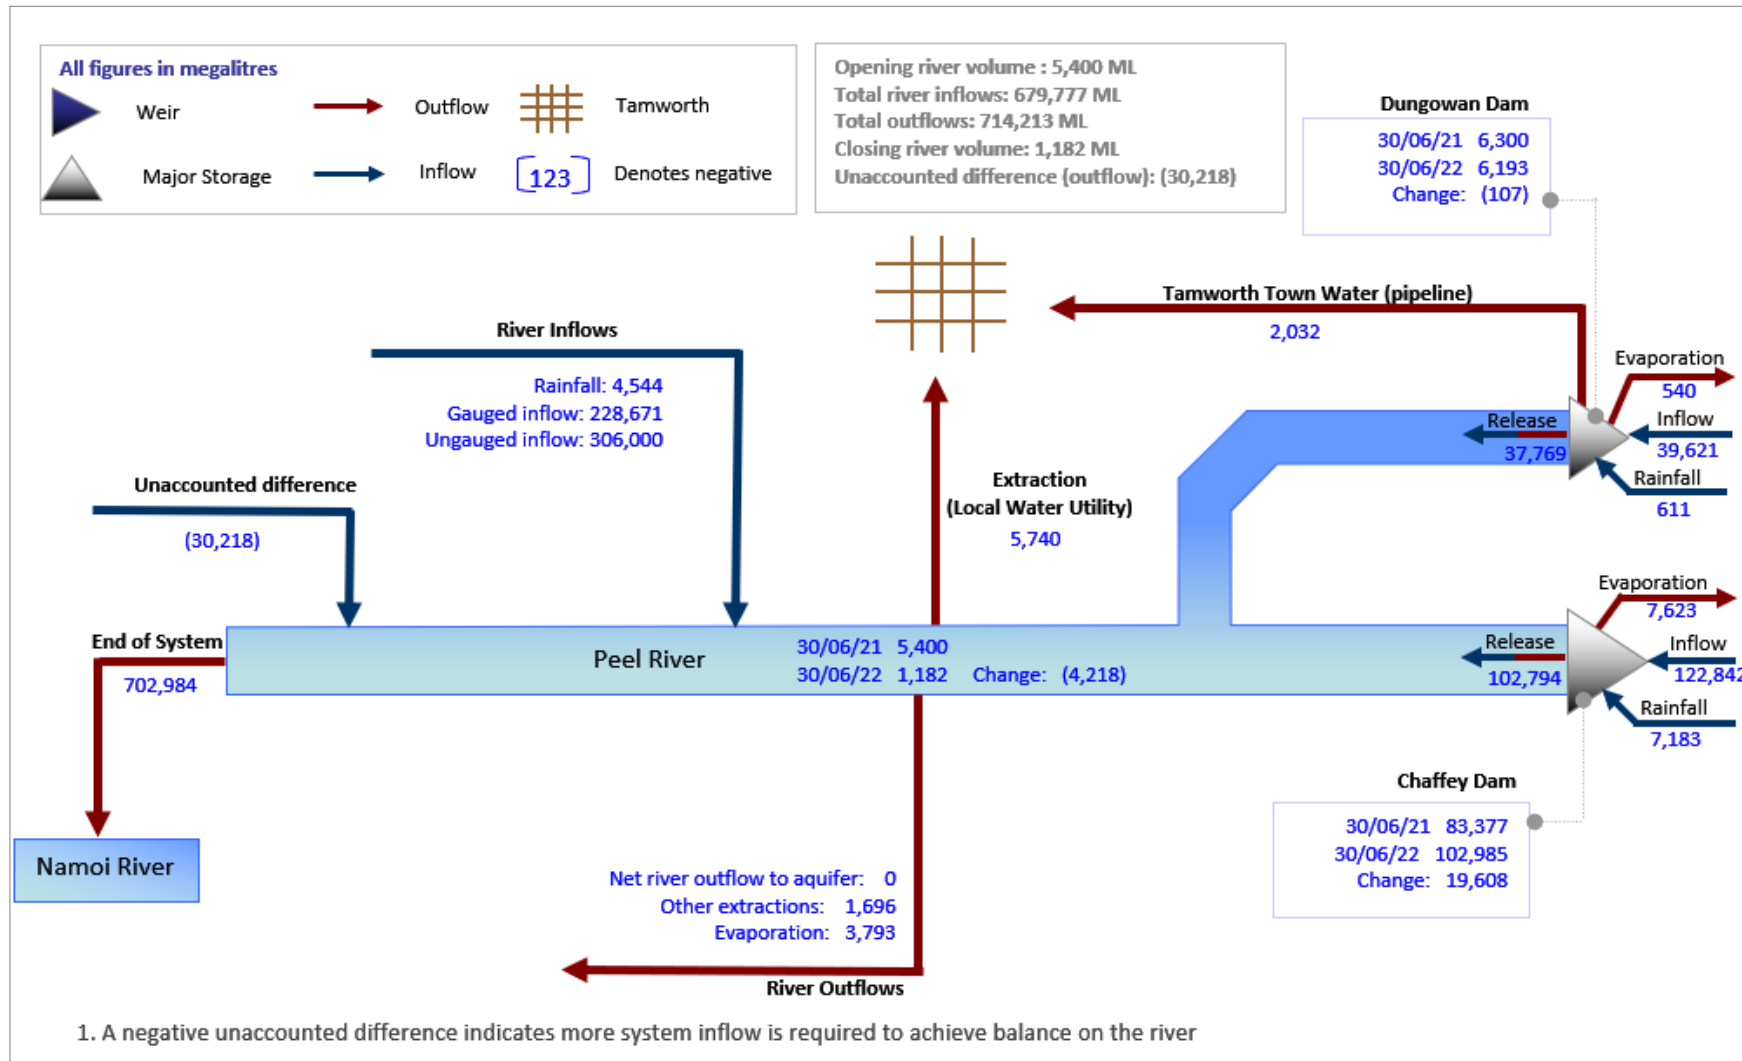 All figures in megalitres
Weir
Outflow
Tamworth
Major Storage
Inflow
[123]
Denotes negative
Opening river volume : 5,400 ML
Total river inflows: 679,777 ML
Total outflows: 714,213 ML
Closing river volume: 1,182 ML
Unaccounted difference (outflow): (30,218)
Dungowan Dam
30/06/21 6,300
30/06/22 6,193
Change: (107)
Tamworth Town Water (pipeline)
2,032
River Inflows
Rainfall: 4,544
Gauged inflow: 228,671
Ungauged inflow: 306,000
Evaporation
540
Release
37,769
Inflow
39,621
Rainfall
611
Unaccounted difference
(30,218)
Extraction
(Local Water Utility)
5,740
End of System
702,984
Peel River
30/06/21 5,400
30/06/22 1,182 Change: (4,218)
Evaporation
7,623
Release
102,794
Inflow
122,842
Rainfall
7,183
Chaffey Dam
30/06/21 83,377
30/06/22 102,985
Change: 19,608
Namoi River
Net river outflow to aquifer: 0
Other extractions: 1,696
Evaporation: 3,793
River Outflows
1. A negative unaccounted difference indicates more system inflow is required to achieve balance on the river